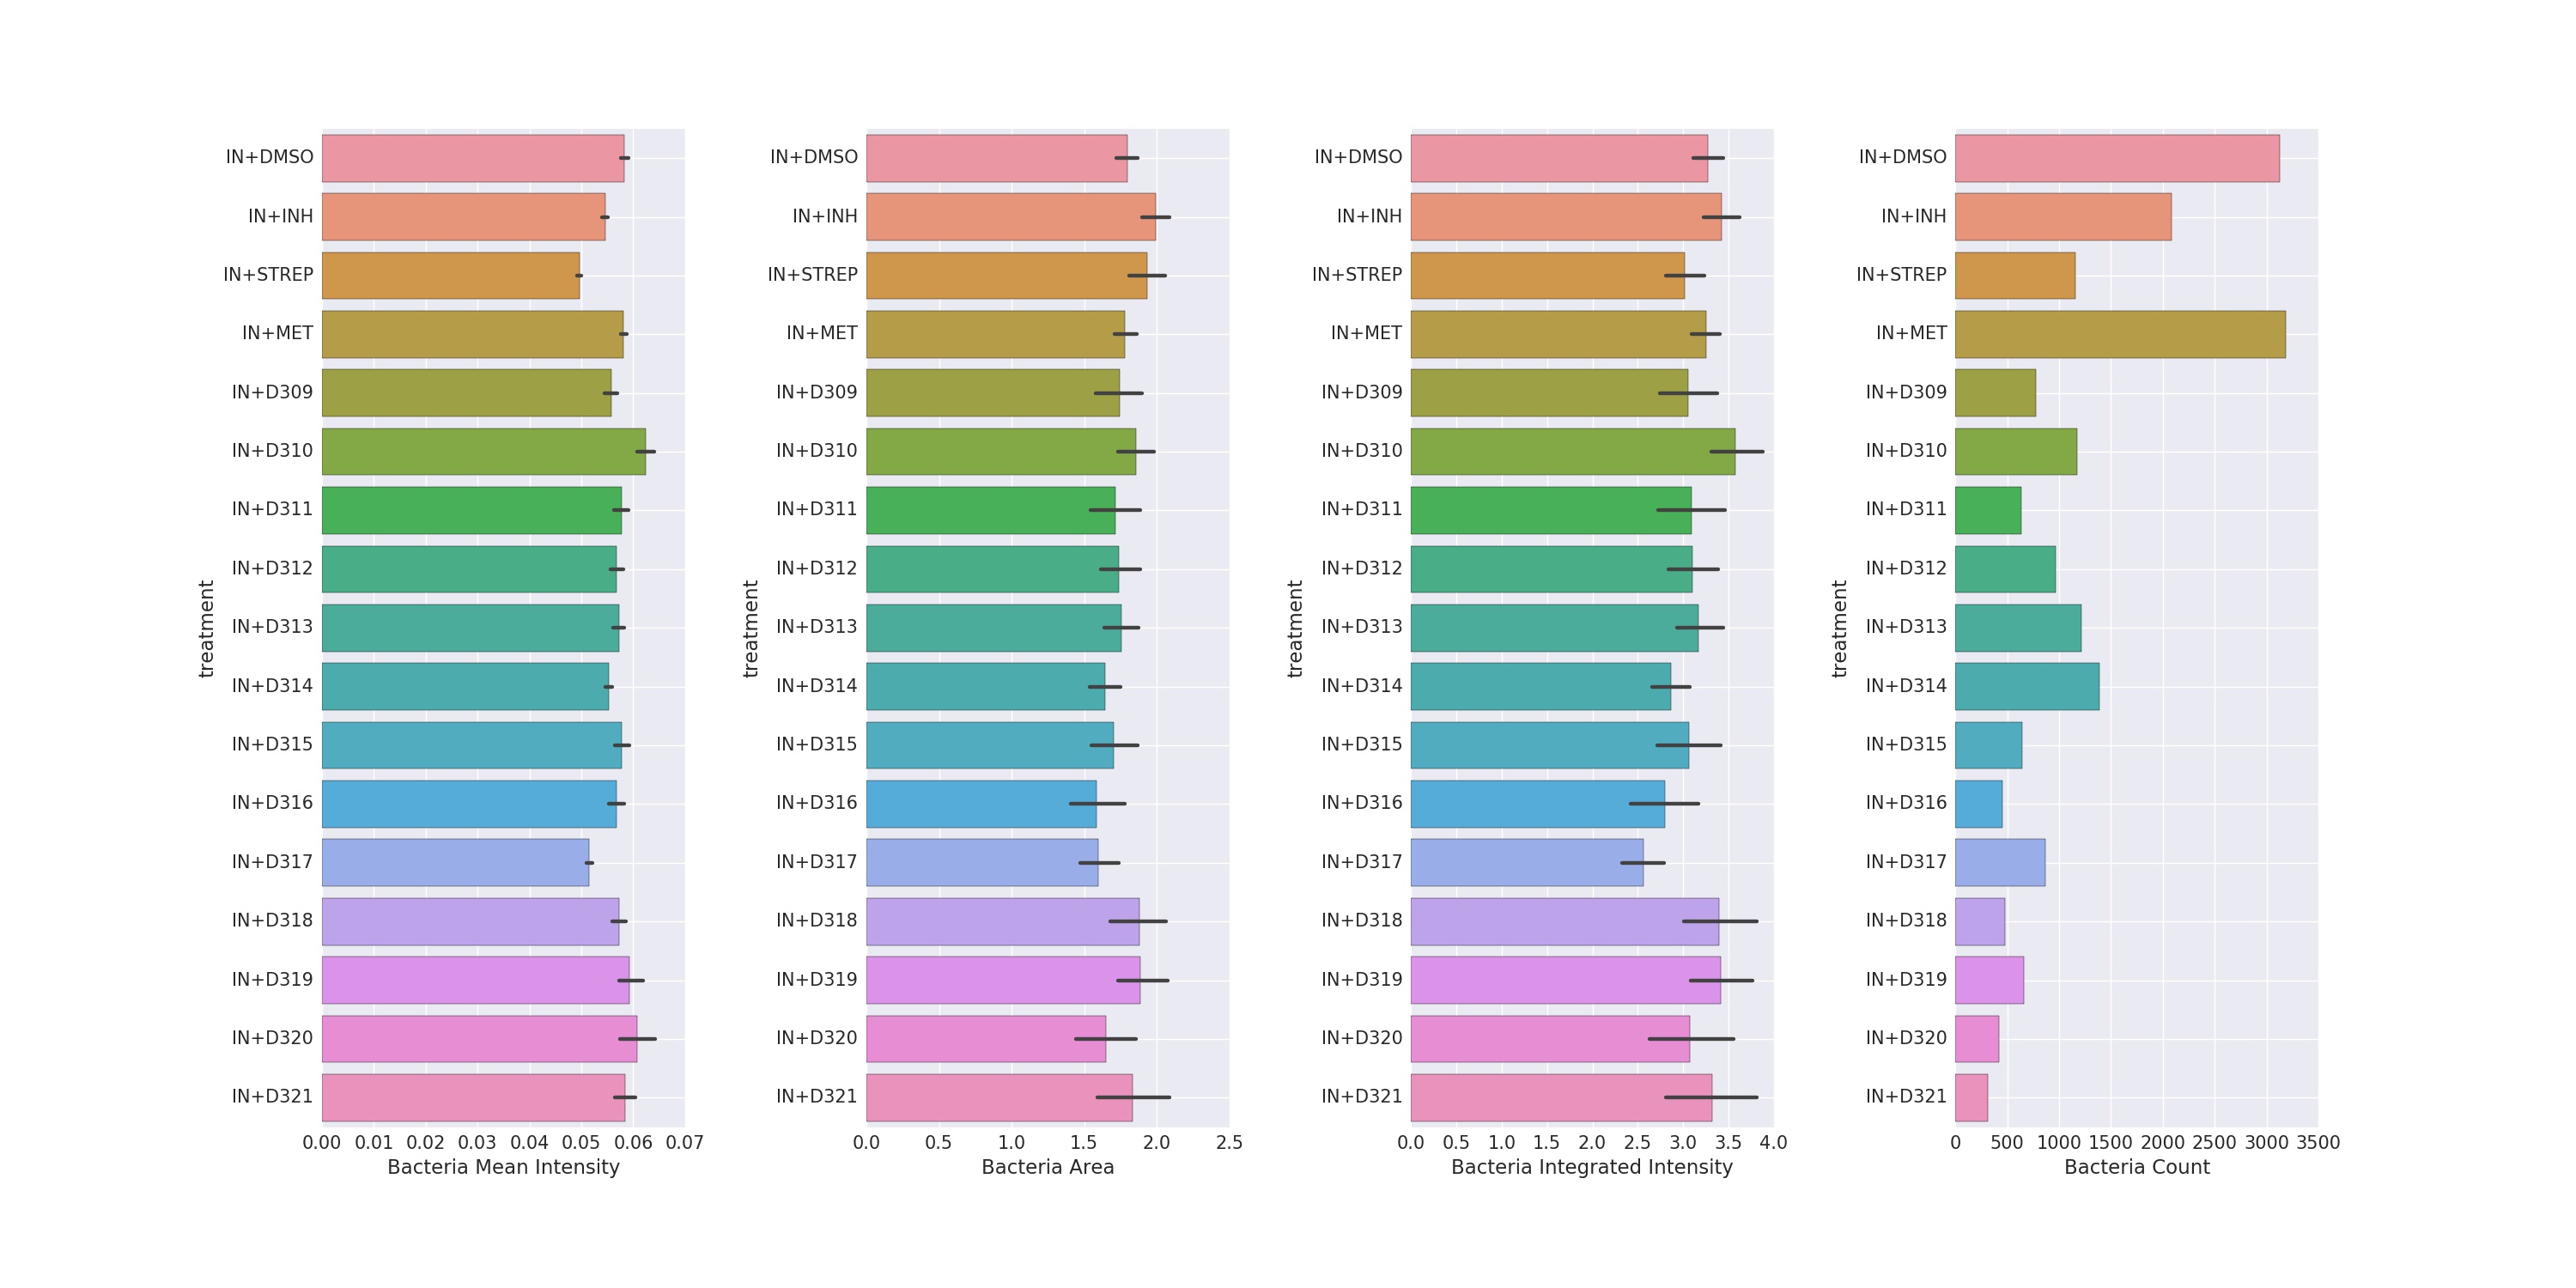 treatment
IN+DMSO
IN+INH
IN+STREP
IN+MET
IN+D309
IN+D310
IN+D311
IN+D312
IN+D313
IN+D314
IN+D315
IN+D316
IN+D317
IN+D318
IN+D319
IN+D320
IN+D321
0.00 0.01 0.02 0.03 0.04 0.05 0.06 0.07
Bacteria Mean Intensity
treatment
IN+DMSO
IN+INH
IN+STREP
IN+MET
IN+D309
IN+D310
IN+D311
IN+D312
IN+D313
IN+D314
IN+D315
IN+D316
IN+D317
IN+D318
IN+D319
IN+D320
IN+D321
0.0 0.5 1.0 1.5 2.0 2.5
Bacteria Area
treatment
IN+DMSO
IN+INH
IN+STREP
IN+MET
IN+D309
IN+D310
IN+D311
IN+D312
IN+D313
IN+D314
IN+D315
IN+D316
IN+D317
IN+D318
IN+D319
IN+D320
IN+D321
0.0 0.5 1.0 1.5 2.0 2.5 3.0 3.5 4.0
Bacteria Integrated Intensity
treatment
IN+DMSO
IN+INH
IN+STREP
IN+MET
IN+D309
IN+D310
IN+D311
IN+D312
IN+D313
IN+D314
IN+D315
IN+D316
IN+D317
IN+D318
IN+D319
IN+D320
IN+D321
0 500 1000 1500 2000 2500 3000 3500
Bacteria Count